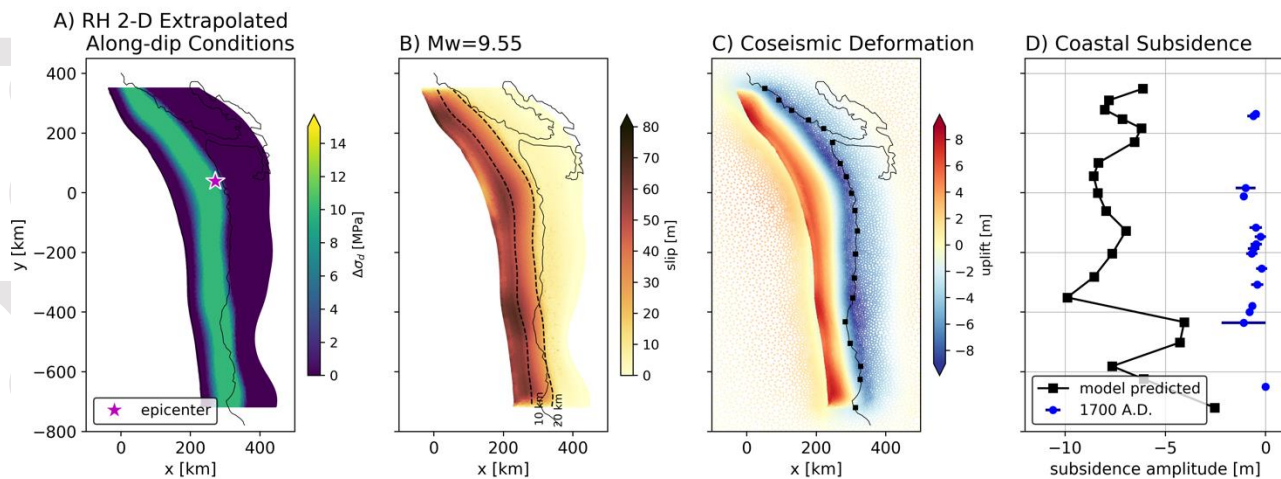 A) RH 2-D Extrapolated
Along-dip Conditions
B) Mw=9.55
C) Coseismic Deformation
D) Coastal Subsidence
y [km]
400
200
0
−200
−400
−600
−800
0
200
400
x [km]
epicenter
14
12
10
8
6
4
2
0
Δσd [MPa]
0
200
400
x [km]
10 km
20 km
80
70
60
50
40
30
20
10
0
slip [m]
0
200
400
x [km]
8
6
4
2
0
−2
−4
−6
−8
uplift [m]
model predicted
1700 A.D.
−10
−5
0
subsidence amplitude [m]